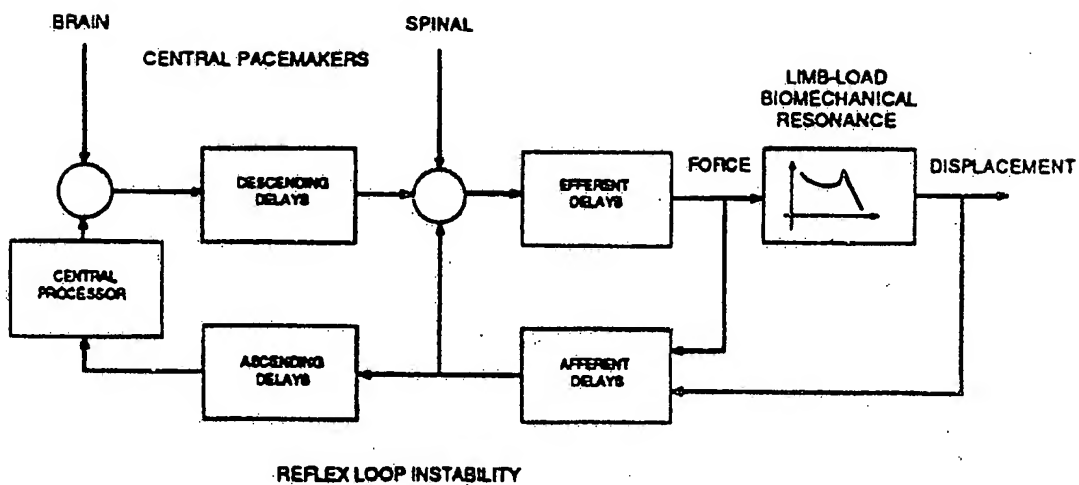 BRAIN
SPINAL
CENTRAL PACEMAKERS
LIMB-LOAD
BIOMECHANICAL
RESONANCE
DESCENDING
DELAYS
EFFERENT
DELAYS
FORCE
DISPLACEMENT
CENTRAL
PROCESSOR
ASCENDING
DELAYS
AFFERENT
DELAYS
REFLEX LOOP INSTABILITY